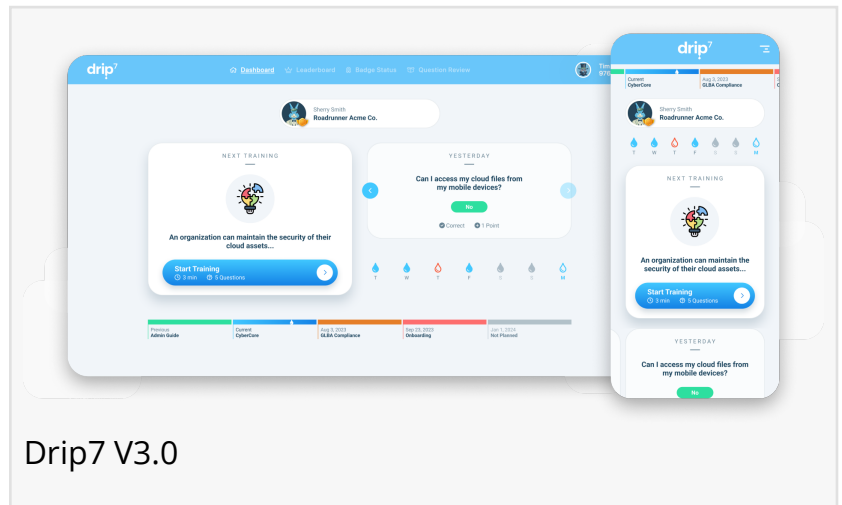 drip7
Dashboard Leaderboard Badge Status Question Review
Sherry Smith
Roadrunner Acme Co.
NEXT TRAINING
An organization can maintain the security of their
cloud assets...
Start Training
3 min 5 Questions
YESTERDAY
Can I access my cloud files from
my mobile devices?
No
Correct 1 Point
T W T F S S M
Previous
Admin Guide
Current
CyberCore
Aug 3, 2023
GLBA Compliance
Sep 23, 2023
Onboarding
Jan 1, 2024
Not Planned
drip7
Current
CyberCore
Aug 3, 2023
GLBA Compliance
Sherry Smith
Roadrunner Acme Co.
T W T F S S M
NEXT TRAINING
An organization can maintain the
security of their cloud assets...
Start Training
3 min 5 Questions
YESTERDAY
Can I access my cloud files from
my mobile devices?
No
Drip7 V3.0